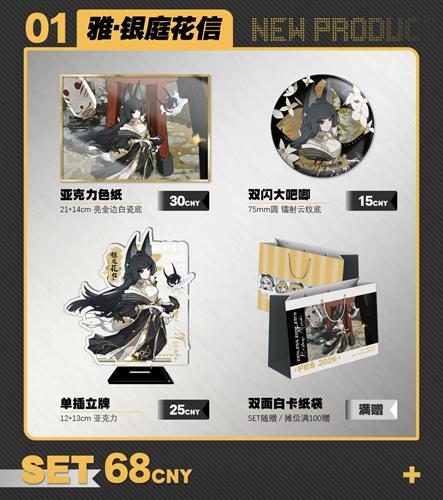 01 雅·银庭花信
NEW PRODUC
亚克力色纸
21*14cm 亮金边白瓷底
30CNY
双闪大吧唧
75mm圆 镭射云纹底
15CNY
银庭花信
单插立牌
12*13cm 亚克力
25CNY
FES 2026
双面白卡纸袋
SET随赠 / 摊位满100赠
满赠
SET 68CNY